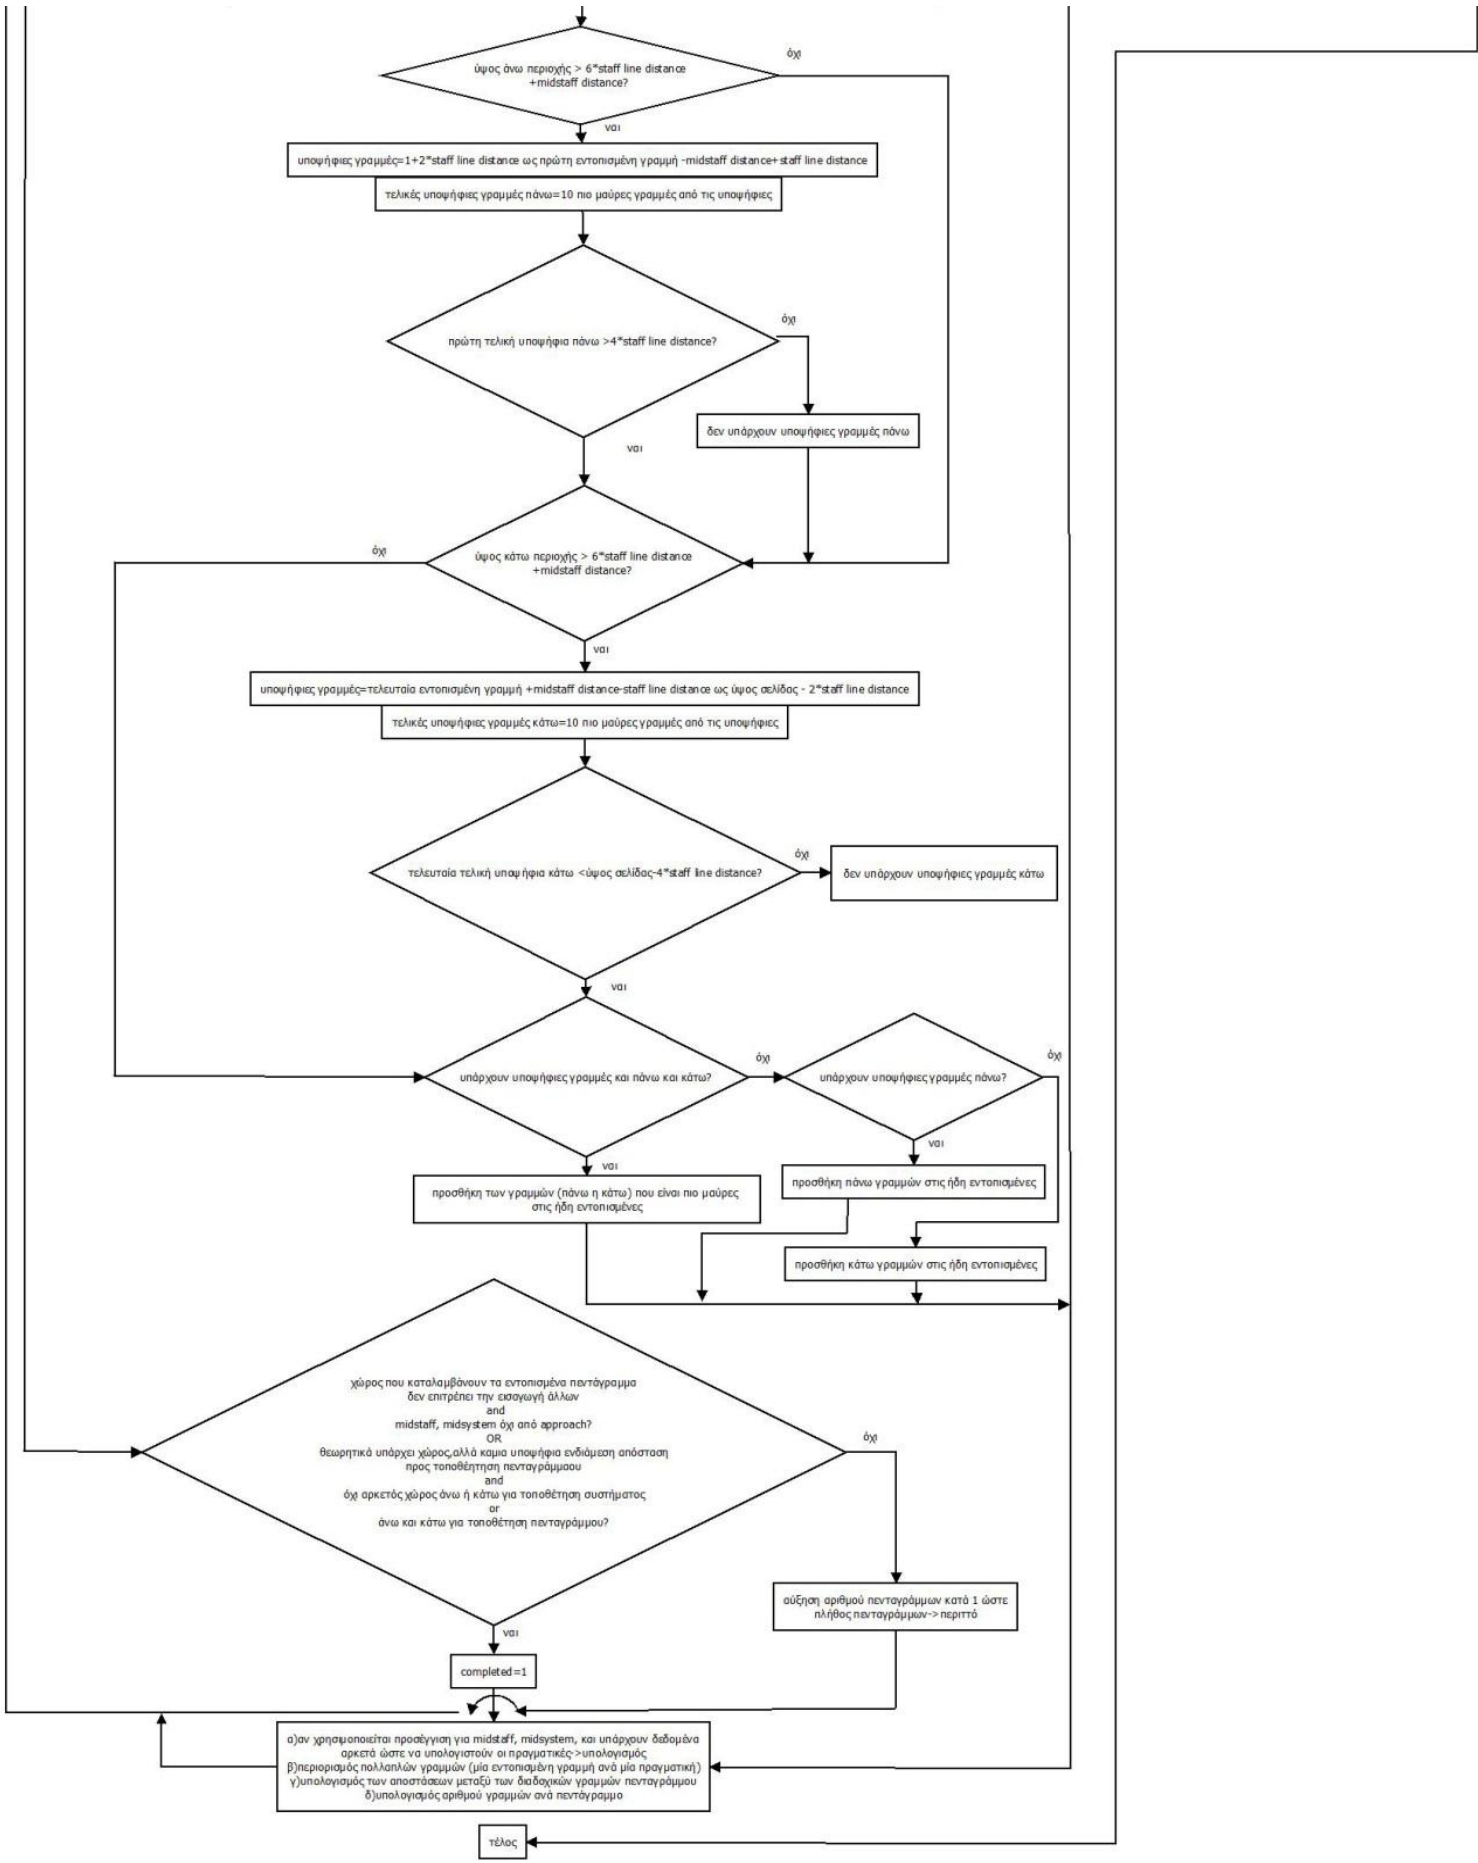 όχι
ύψος άνω περιοχής > 6*staff line distance
+midstaff distance?
ναι
υποψήφιες γραμμές=1+2*staff line distance ως πρώτη εντοπισμένη γραμμή -midstaff distance+staff line distance
τελικές υποψήφιες γραμμές πάνω=10 πιο μαύρες γραμμές από τις υποψήφιες
όχι
πρώτη τελική υποψήφια πάνω >4*staff line distance?
δεν υπάρχουν υποψήφιες γραμμές πάνω
ναι
όχι
ύψος κάτω περιοχής > 6*staff line distance
+midstaff distance?
ναι
υποψήφιες γραμμές=τελευταία εντοπισμένη γραμμή +midstaff distance-staff line distance ως ύψος σελίδας - 2*staff line distance
τελικές υποψήφιες γραμμές κάτω=10 πιο μαύρες γραμμές από τις υποψήφιες
όχι
τελευταία τελική υποψήφια κάτω <ύψος σελίδας-4*staff line distance?
δεν υπάρχουν υποψήφιες γραμμές κάτω
ναι
όχι
όχι
υπάρχουν υποψήφιες γραμμές και πάνω και κάτω?
υπάρχουν υποψήφιες γραμμές πάνω?
ναι
ναι
προσθήκη των γραμμών (πάνω η κάτω) που είναι πιο μαύρες
στις ήδη εντοπισμένες
προσθήκη πάνω γραμμών στις ήδη εντοπισμένες
προσθήκη κάτω γραμμών στις ήδη εντοπισμένες
χώρος που καταλαμβάνουν τα εντοπισμένα πεντάγραμμα
δεν επιτρέπει την εισαγωγή άλλων
and
midstaff, midsystem όχι από approach?
OR
θεωρητικά υπάρχει χώρος,αλλά καμια υποψήφια ενδιάμεση απόσταση
προς τοποθέητηση πενταγράμμαου
and
όχι αρκετός χώρος άνω ή κάτω για τοποθέτηση συστήματος
or
άνω και κάτω για τοποθέτηση πενταγράμμου?
όχι
αύξηση αριθμού πενταγράμμων κατά 1 ώστε
πλήθος πενταγράμμων-> περιττό
ναι
completed=1
α)αν χρησιμοποιείται προσέγγιση για midstaff, midsystem, και υπάρχουν δεδομένα
αρκετά ώστε να υπολογιστούν οι πραγματικές->υπολογισμός
β)περιορισμός πολλαπλών γραμμών (μία εντοπισμένη γραμμή ανά μία πραγματική)
γ)υπολογισμός των αποστάσεων μεταξύ των διαδοχικών γραμμών πενταγράμμου
δ)υπολογισμός αριθμού γραμμών ανά πεντάγραμμο
τέλος